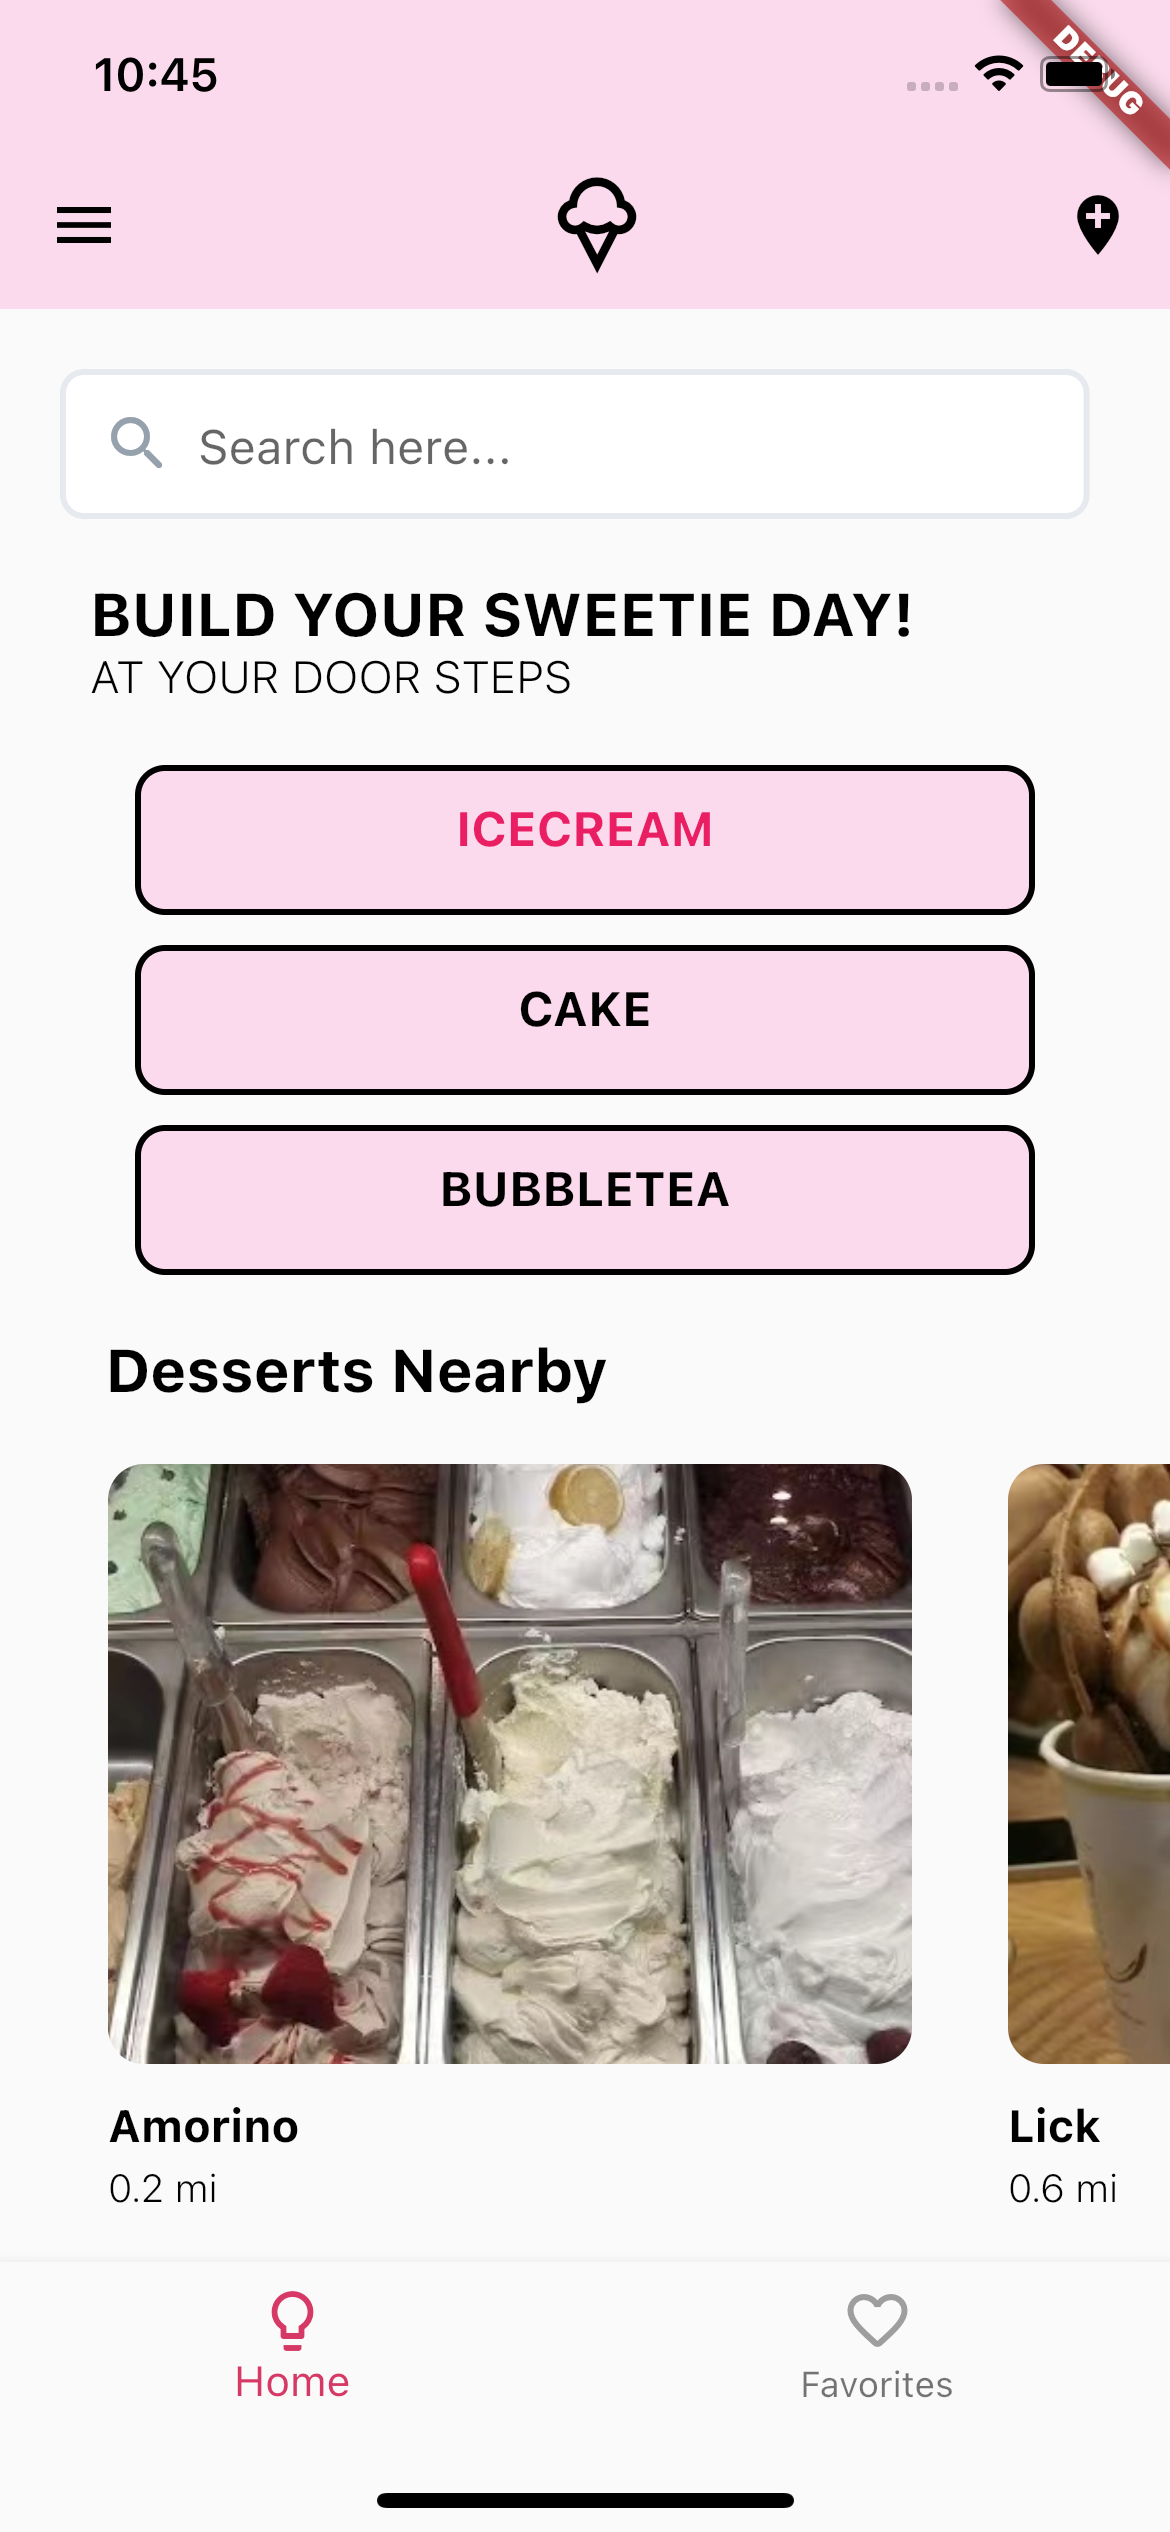 10:45
DEBUG
Search here...
BUILD YOUR SWEETIE DAY!
AT YOUR DOOR STEPS
ICECREAM
CAKE
BUBBLETEA
Desserts Nearby
Amorino
0.2 mi
Lick
0.6 mi
Home
Favorites